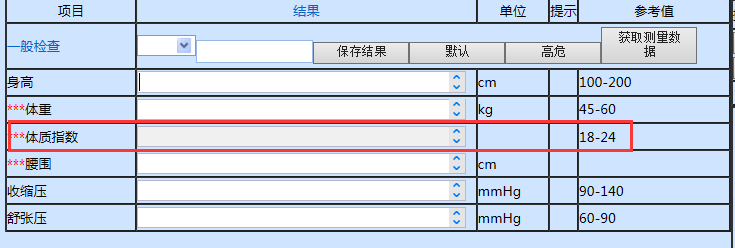 项目 结果 单位 提示 参考值
一般检查 保存结果 默认 高危 获取测量数
据
身高 cm 100-200
***体重 kg 45-60
***体质指数 18-24
***腰围 cm
收缩压 mmHg 90-140
舒张压 mmHg 60-90